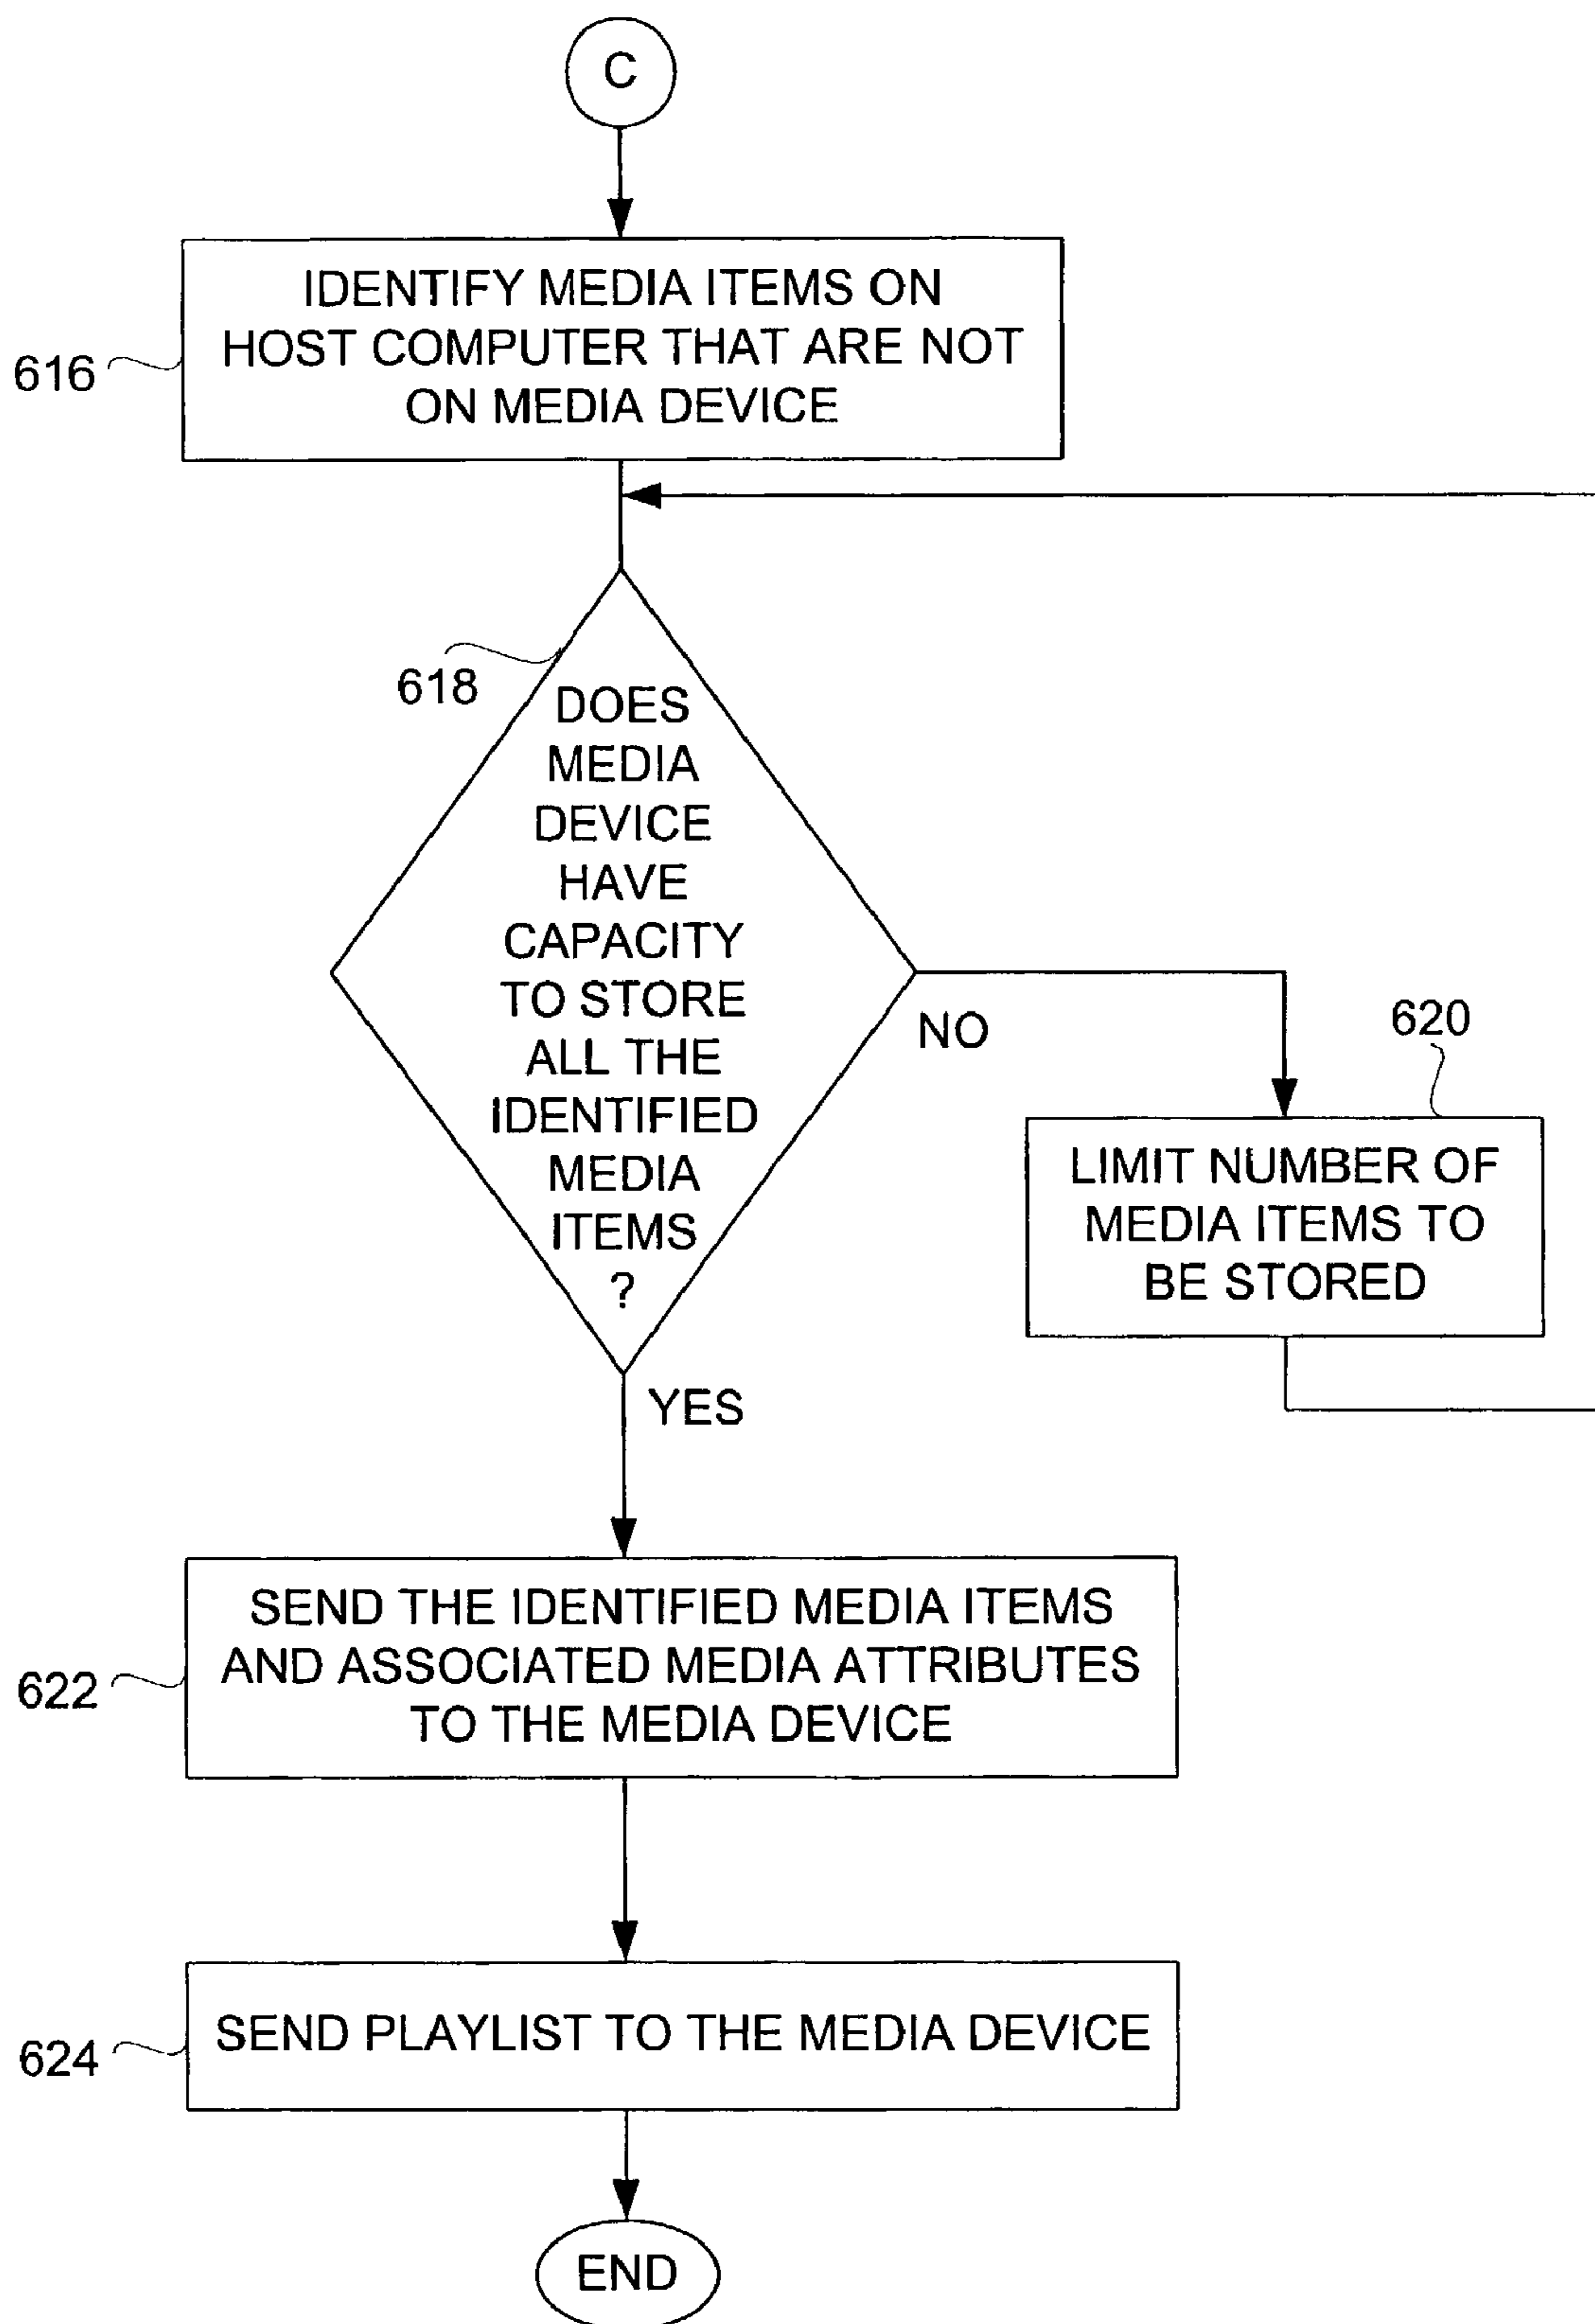 C
IDENTIFY MEDIA ITEMS ON
HOST COMPUTER THAT ARE NOT
ON MEDIA DEVICE
616
618
DOES
MEDIA
DEVICE
HAVE
CAPACITY
TO STORE
ALL THE
IDENTIFIED
MEDIA
ITEMS
?
NO
620
LIMIT NUMBER OF
MEDIA ITEMS TO
BE STORED
YES
SEND THE IDENTIFIED MEDIA ITEMS
AND ASSOCIATED MEDIA ATTRIBUTES
TO THE MEDIA DEVICE
622
SEND PLAYLIST TO THE MEDIA DEVICE
624
END